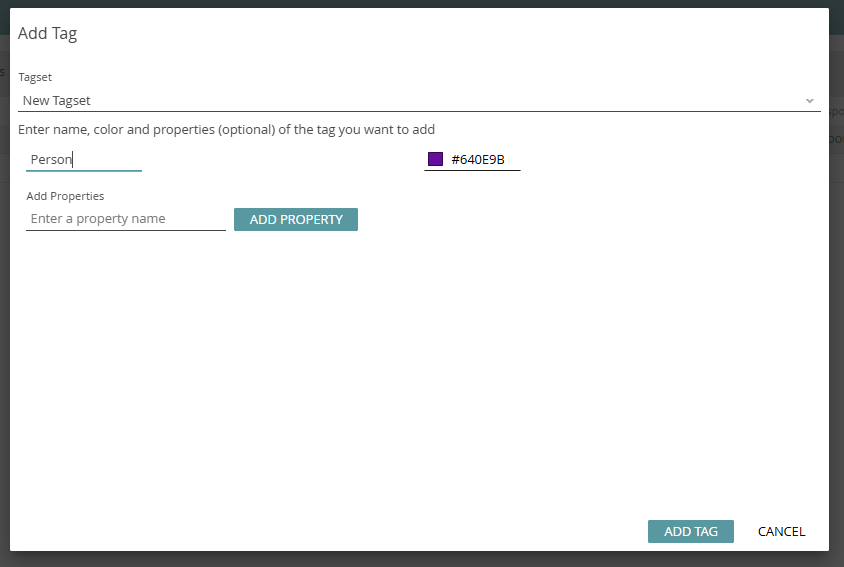 Add Tag
Tagset
New Tagset
Enter name, color and properties (optional) of the tag you want to add
Person #640E9B
Add Properties
Enter a property name ADD PROPERTY
ADD TAG CANCEL